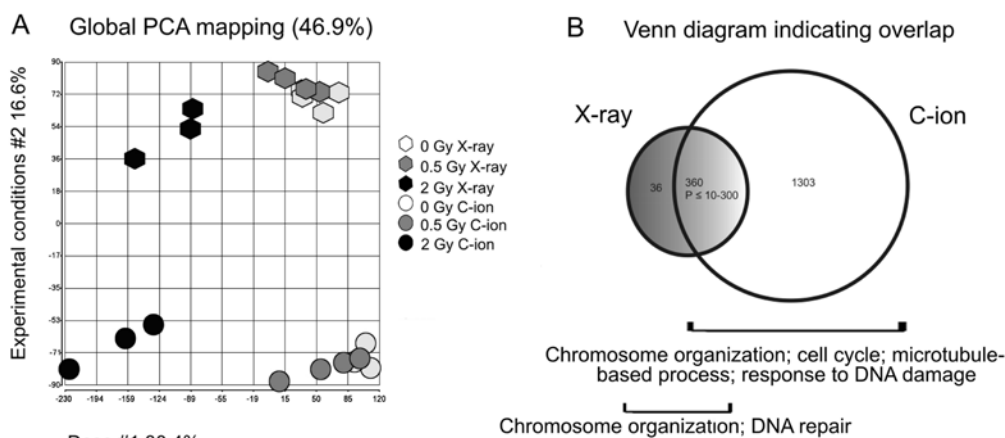 A
Global PCA mapping (46.9%)
Experimental conditions #2 16.6%
90
72
54
36
18
0
-17
-35
-53
-71
-90
-230 -194 -159 -124 -89 -54 -19 15 50 85 120
0 Gy X-ray
0.5 Gy X-ray
2 Gy X-ray
0 Gy C-ion
0.5 Gy C-ion
2 Gy C-ion
B
Venn diagram indicating overlap
X-ray
C-ion
36
360
P ≤ 10-300
1303
Chromosome organization; cell cycle; microtubule-
based process; response to DNA damage
Chromosome organization; DNA repair